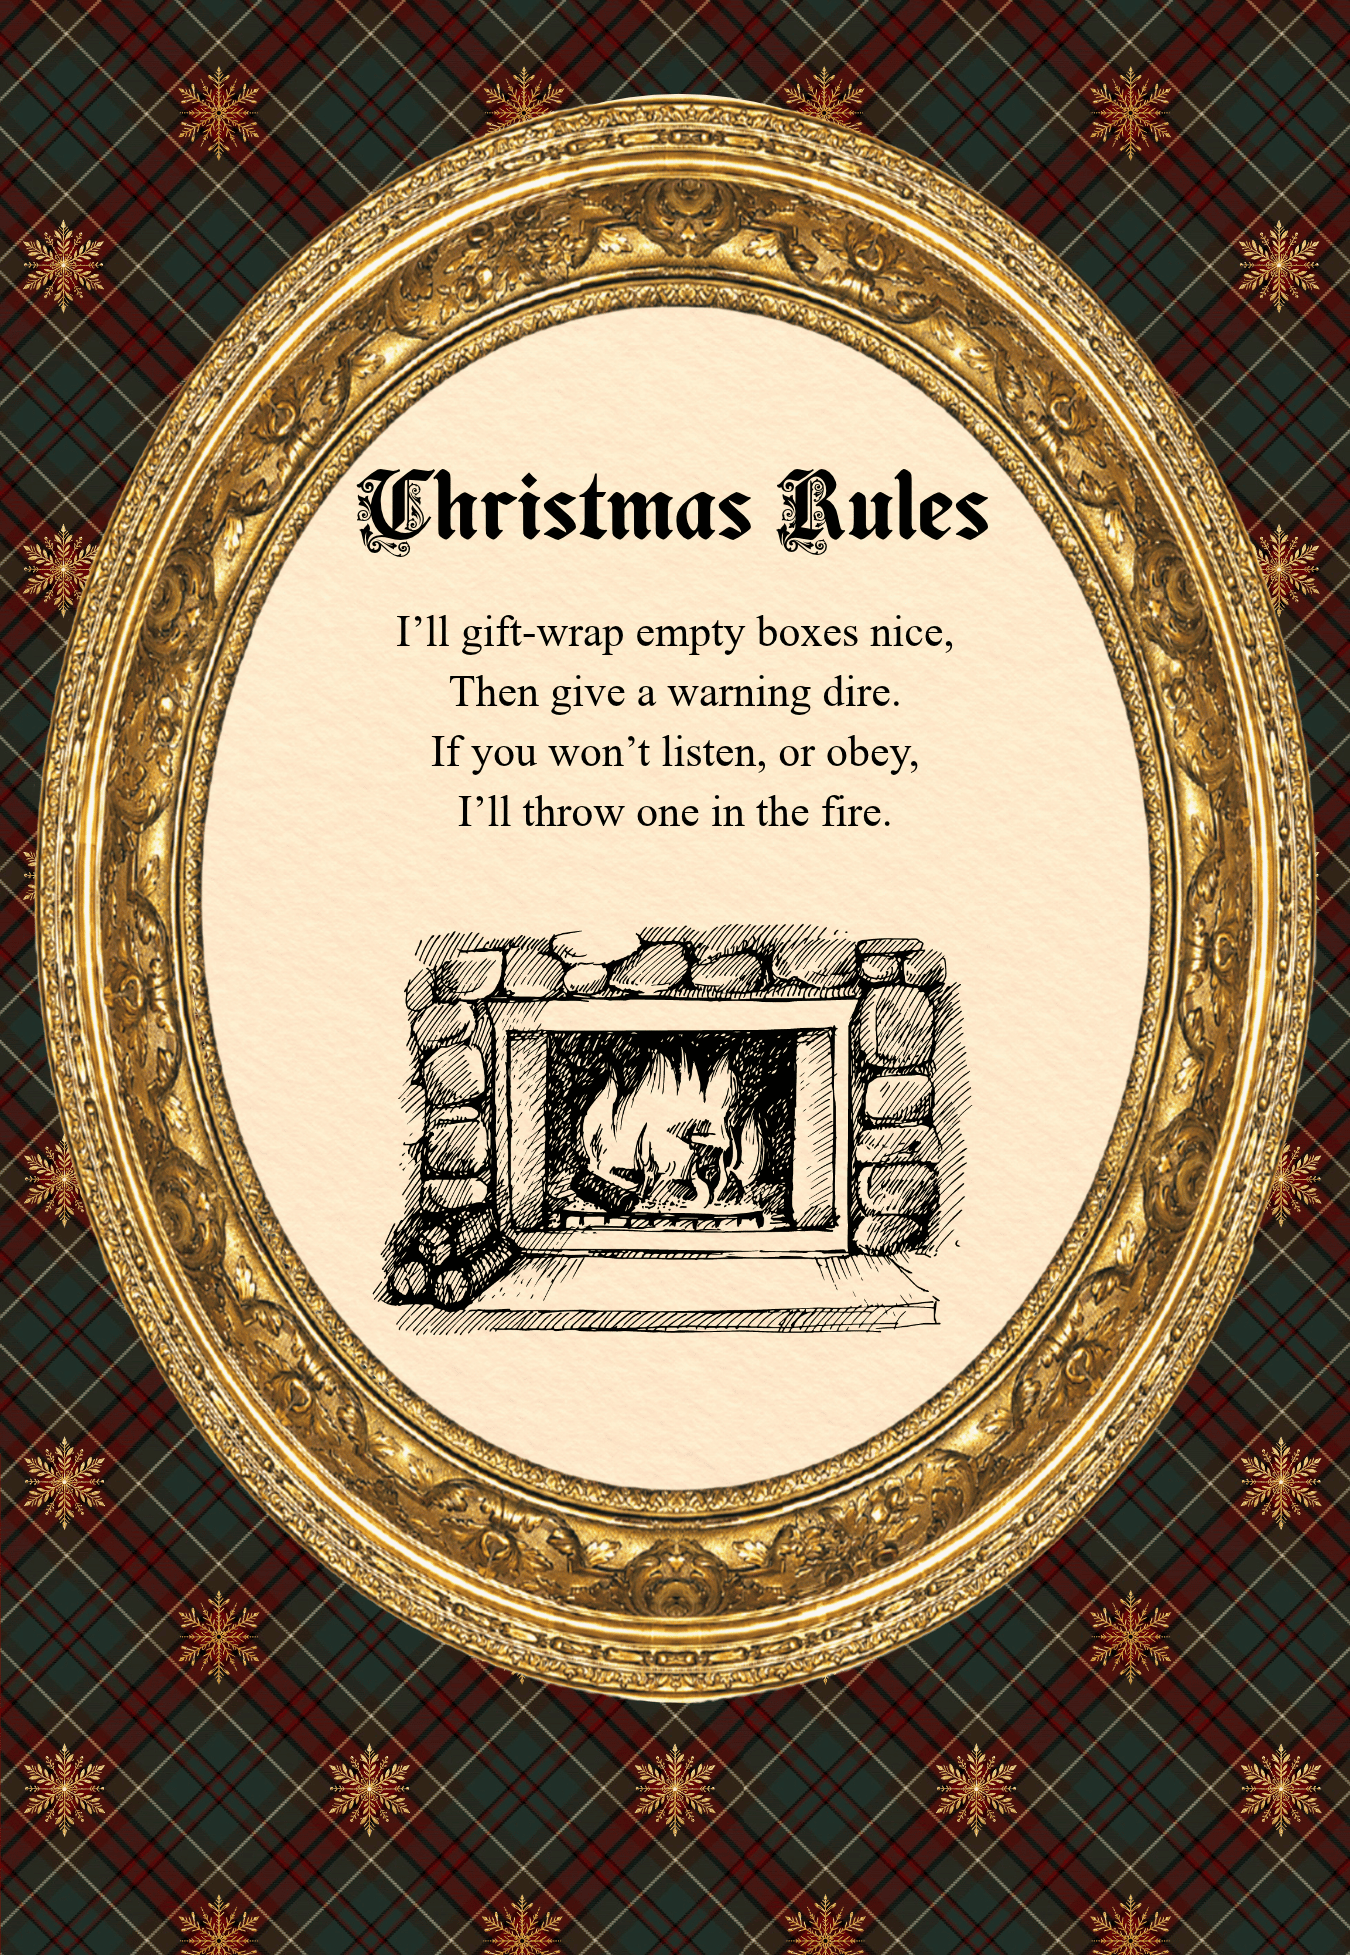 Christmas Rules
I’ll gift-wrap empty boxes nice,
Then give a warning dire.
If you won’t listen, or obey,
I’ll throw one in the fire.